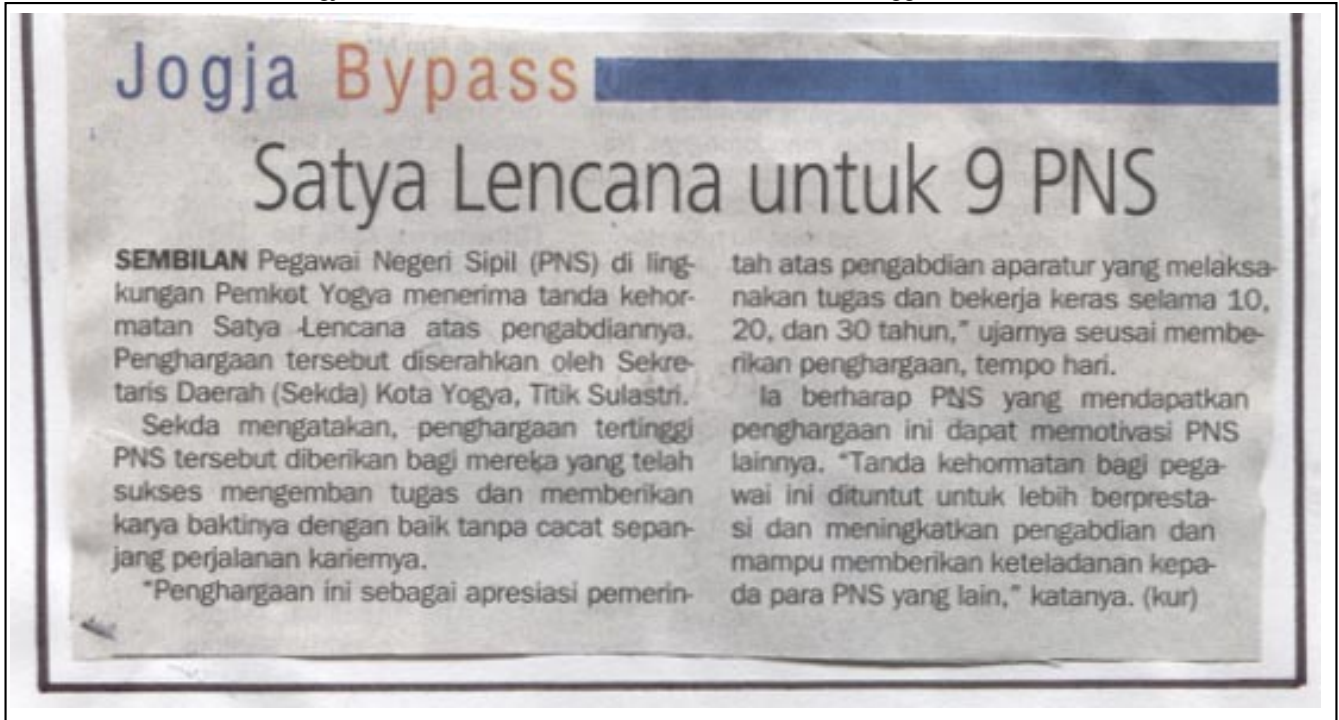 Jogja Bypass
Satya Lencana untuk 9 PNS
SEMBILAN Pegawai Negeri Sipil (PNS) di ling-
kungan Pemkot Yogya menerima tanda kehor-
matan Satya Lencana atas pengabdiannya.
Penghargaan tersebut diserahkan oleh Sekre-
taris Daerah (Sekda) Kota Yogya, Titik Sulastri.
Sekda mengatakan, penghargaan tertinggi
PNS tersebut diberikan bagi mereka yang telah
sukses mengemban tugas dan memberikan
karya baktinya dengan baik tanpa cacat sepan-
jang perjalanan kariernya.
"Penghargaan ini sebagai apresiasi pemerin-
tah atas pengabdian aparatur yang melaksa-
nakan tugas dan bekerja keras selama 10,
20, dan 30 tahun," ujarnya seusai membe-
rikan penghargaan, tempo hari.
Ia berharap PNS yang mendapatkan
penghargaan ini dapat memotivasi PNS
lainnya. "Tanda kehormatan bagi pega-
wai ini dituntut untuk lebih berpresta-
si dan meningkatkan pengabdian dan
mampu memberikan keteladanan kepa-
da para PNS yang lain," katanya. (kur)